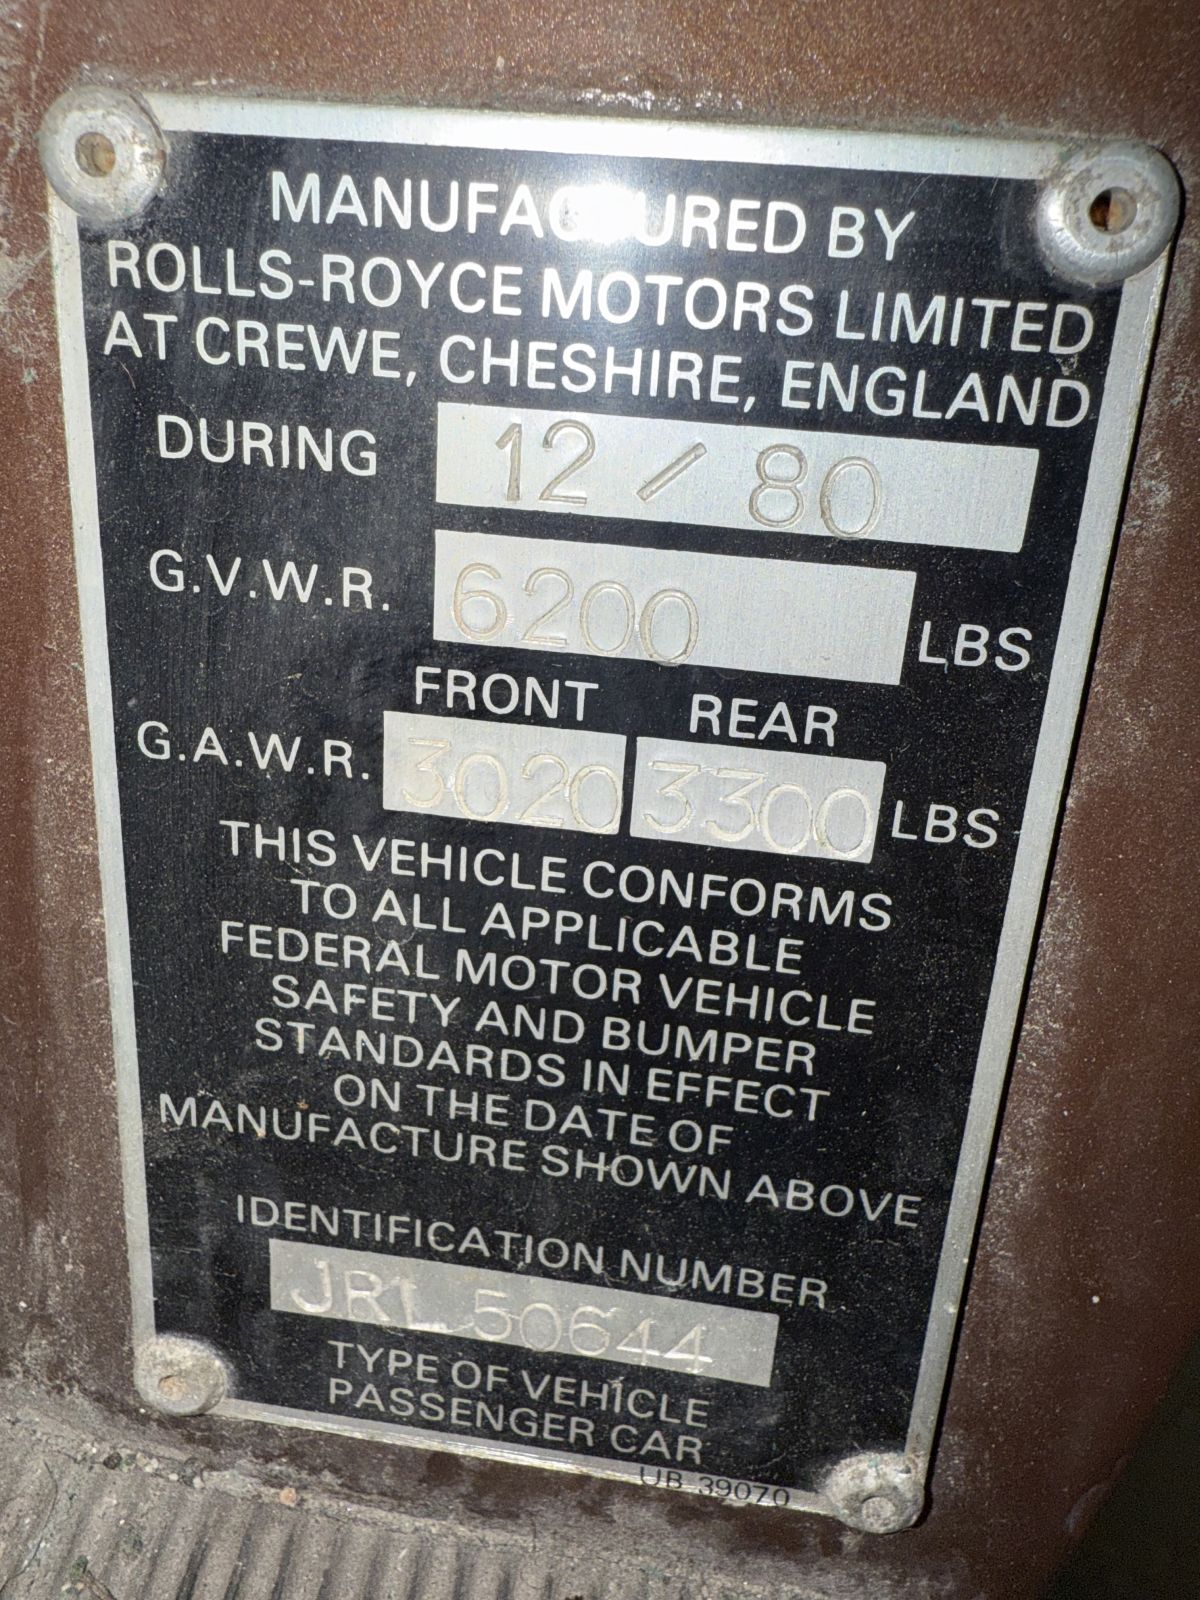 MANUFACTURED BY
ROLLS-ROYCE MOTORS LIMITED
AT CREWE, CHESHIRE, ENGLAND
DURING 12 / 80
G.V.W.R. 6200 LBS
FRONT REAR
G.A.W.R. 3020 3300 LBS
THIS VEHICLE CONFORMS
TO ALL APPLICABLE
FEDERAL MOTOR VEHICLE
SAFETY AND BUMPER
STANDARDS IN EFFECT
ON THE DATE OF
MANUFACTURE SHOWN ABOVE
IDENTIFICATION NUMBER
JRL 50644
TYPE OF VEHICLE
PASSENGER CAR
UB 39070